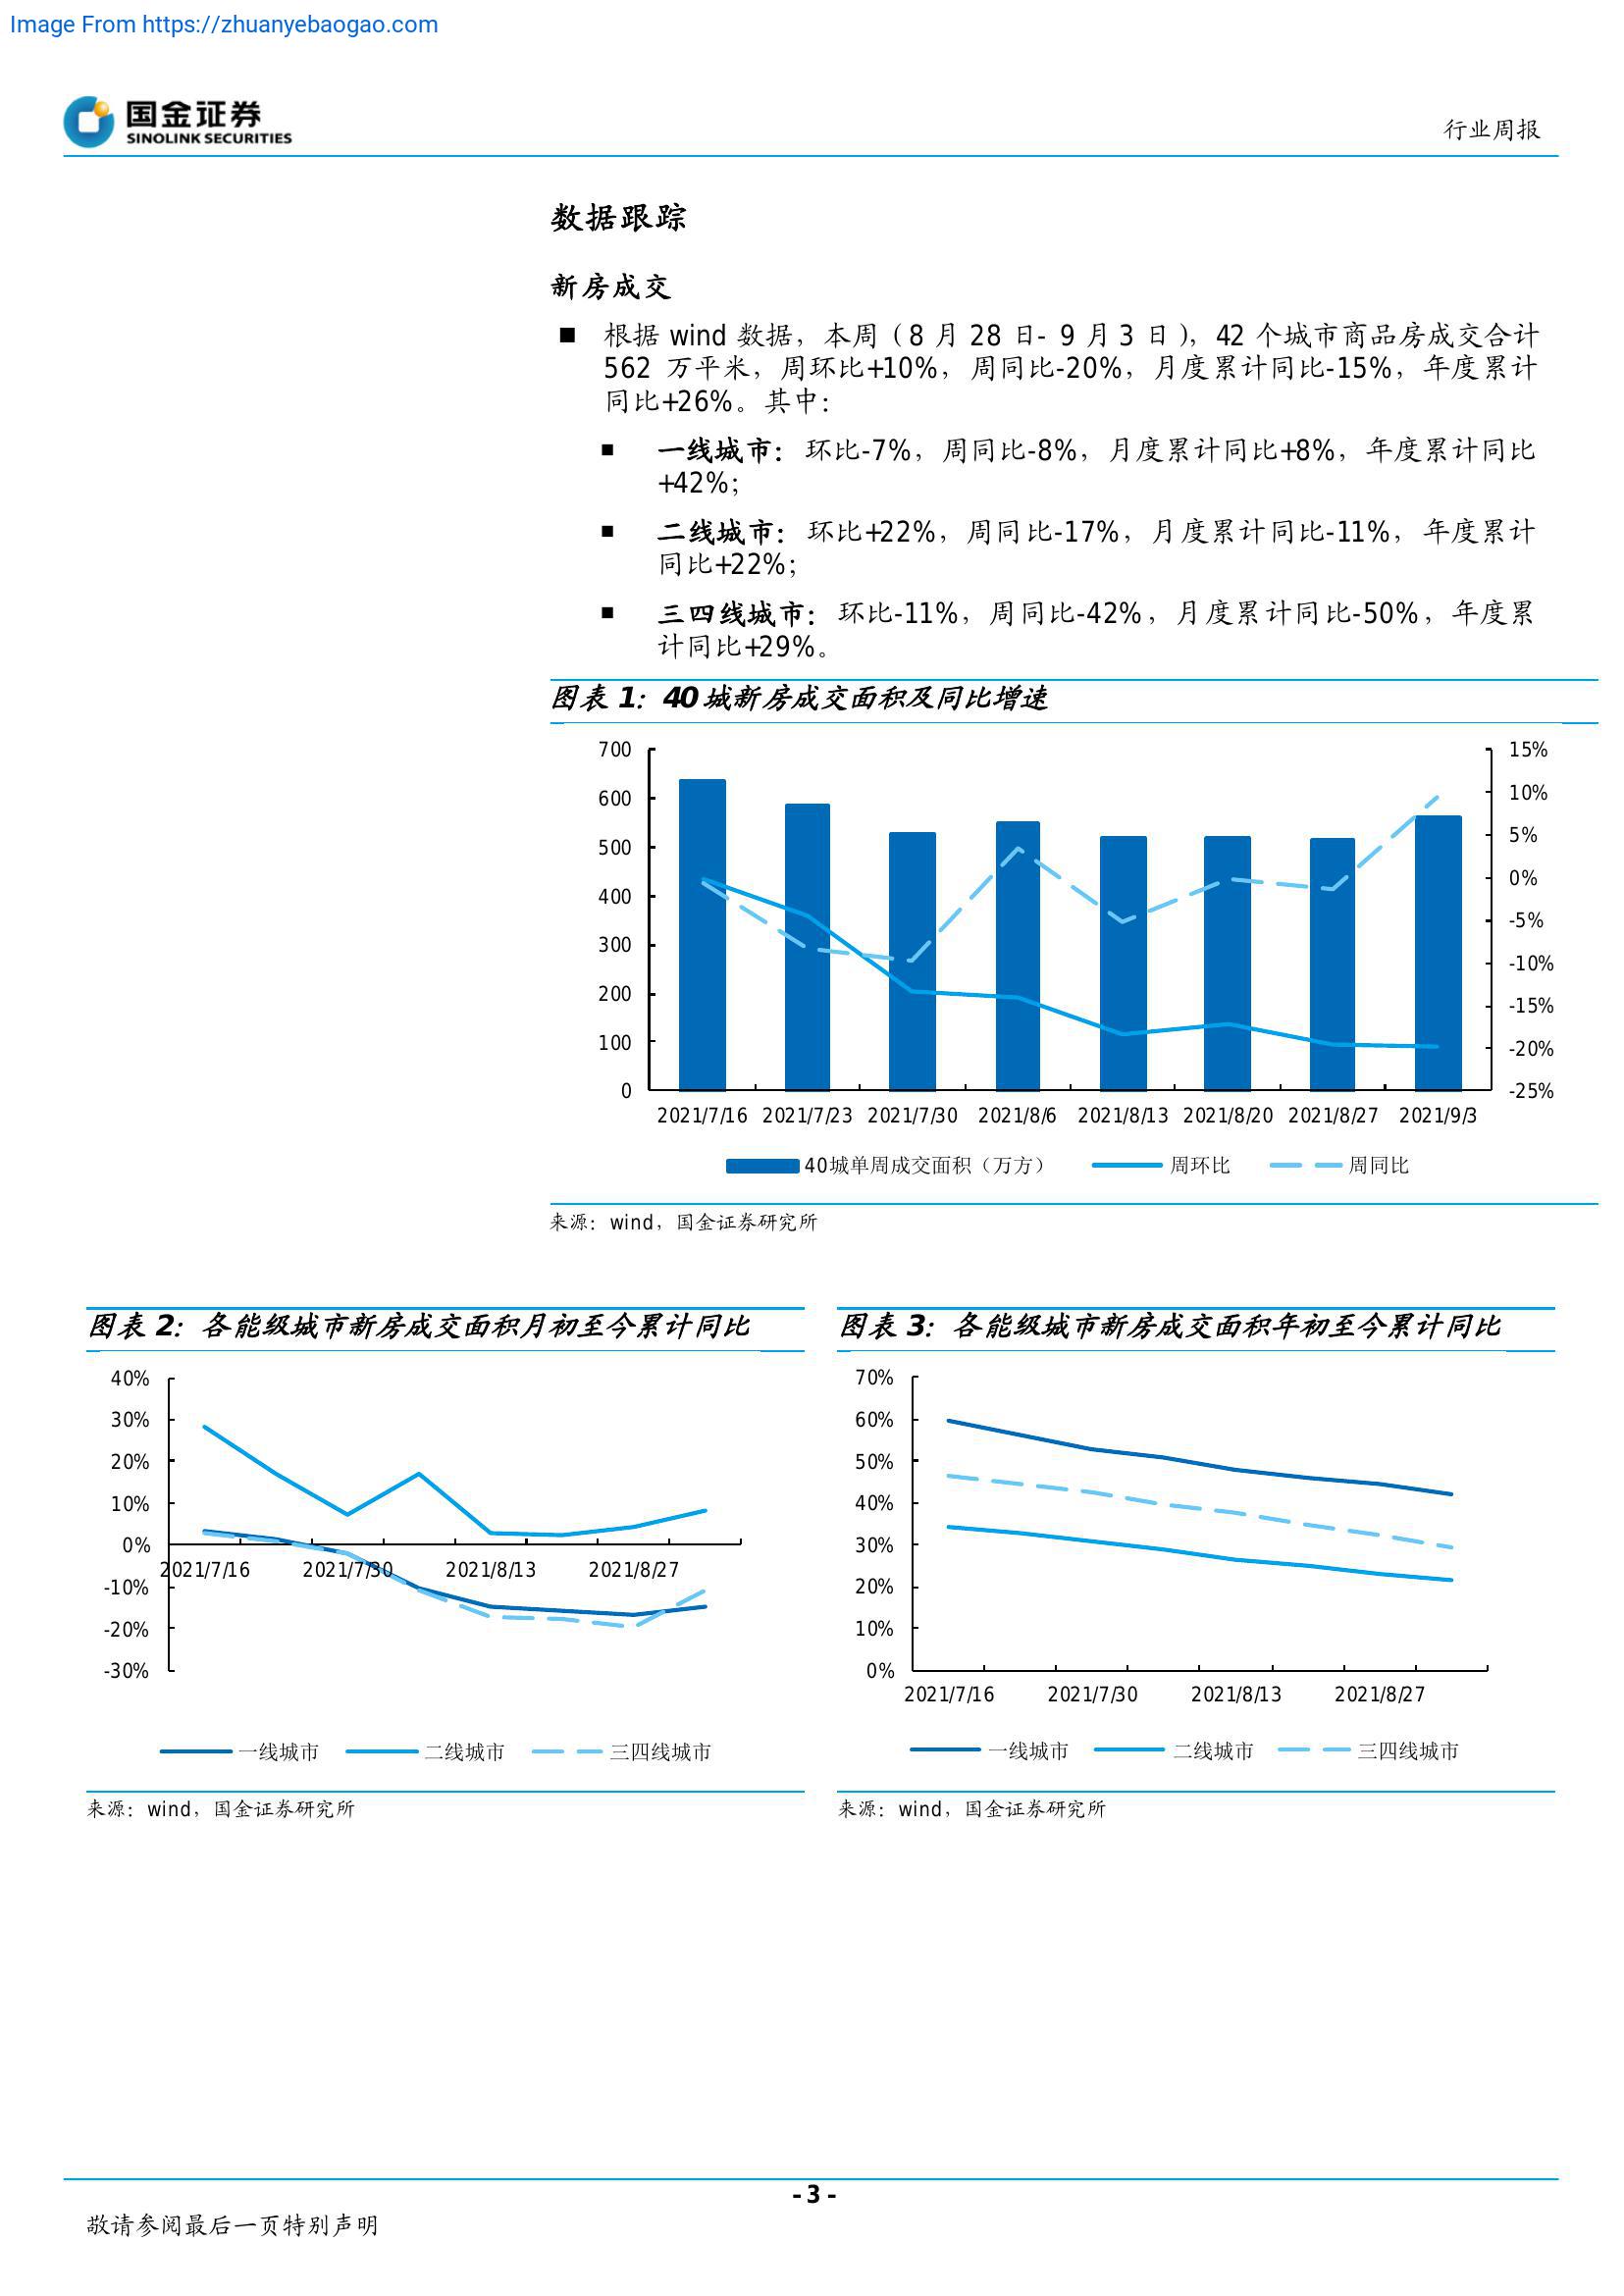 Image From https://zhuanyebaogao.com
国金证券
SINOLINK SECURITIES
行业周报
数据跟踪
新房成交
■ 根据 wind 数据，本周（8 月 28 日- 9 月 3 日），42 个城市商品房成交合计
562 万平米，周环比+10%，周同比-20%，月度累计同比-15%，年度累计
同比+26%。其中：
■ 一线城市：环比-7%，周同比-8%，月度累计同比+8%，年度累计同比
+42%；
■ 二线城市：环比+22%，周同比-17%，月度累计同比-11%，年度累计
同比+22%；
■ 三四线城市：环比-11%，周同比-42%，月度累计同比-50%，年度累
计同比+29%。
图表 1：40 城新房成交面积及同比增速
700
600
500
400
300
200
100
0
15%
10%
5%
0%
-5%
-10%
-15%
-20%
-25%
2021/7/16 2021/7/23 2021/7/30 2021/8/6 2021/8/13 2021/8/20 2021/8/27 2021/9/3
40城单周成交面积（万方） 周环比 周同比
来源：wind，国金证券研究所
图表 2：各能级城市新房成交面积月初至今累计同比
40%
30%
20%
10%
0%
-10%
-20%
-30%
2021/7/16 2021/7/30 2021/8/13 2021/8/27
一线城市 二线城市 三四线城市
来源：wind，国金证券研究所
图表 3：各能级城市新房成交面积年初至今累计同比
70%
60%
50%
40%
30%
20%
10%
0%
2021/7/16 2021/7/30 2021/8/13 2021/8/27
一线城市 二线城市 三四线城市
来源：wind，国金证券研究所
- 3 -
敬请参阅最后一页特别声明